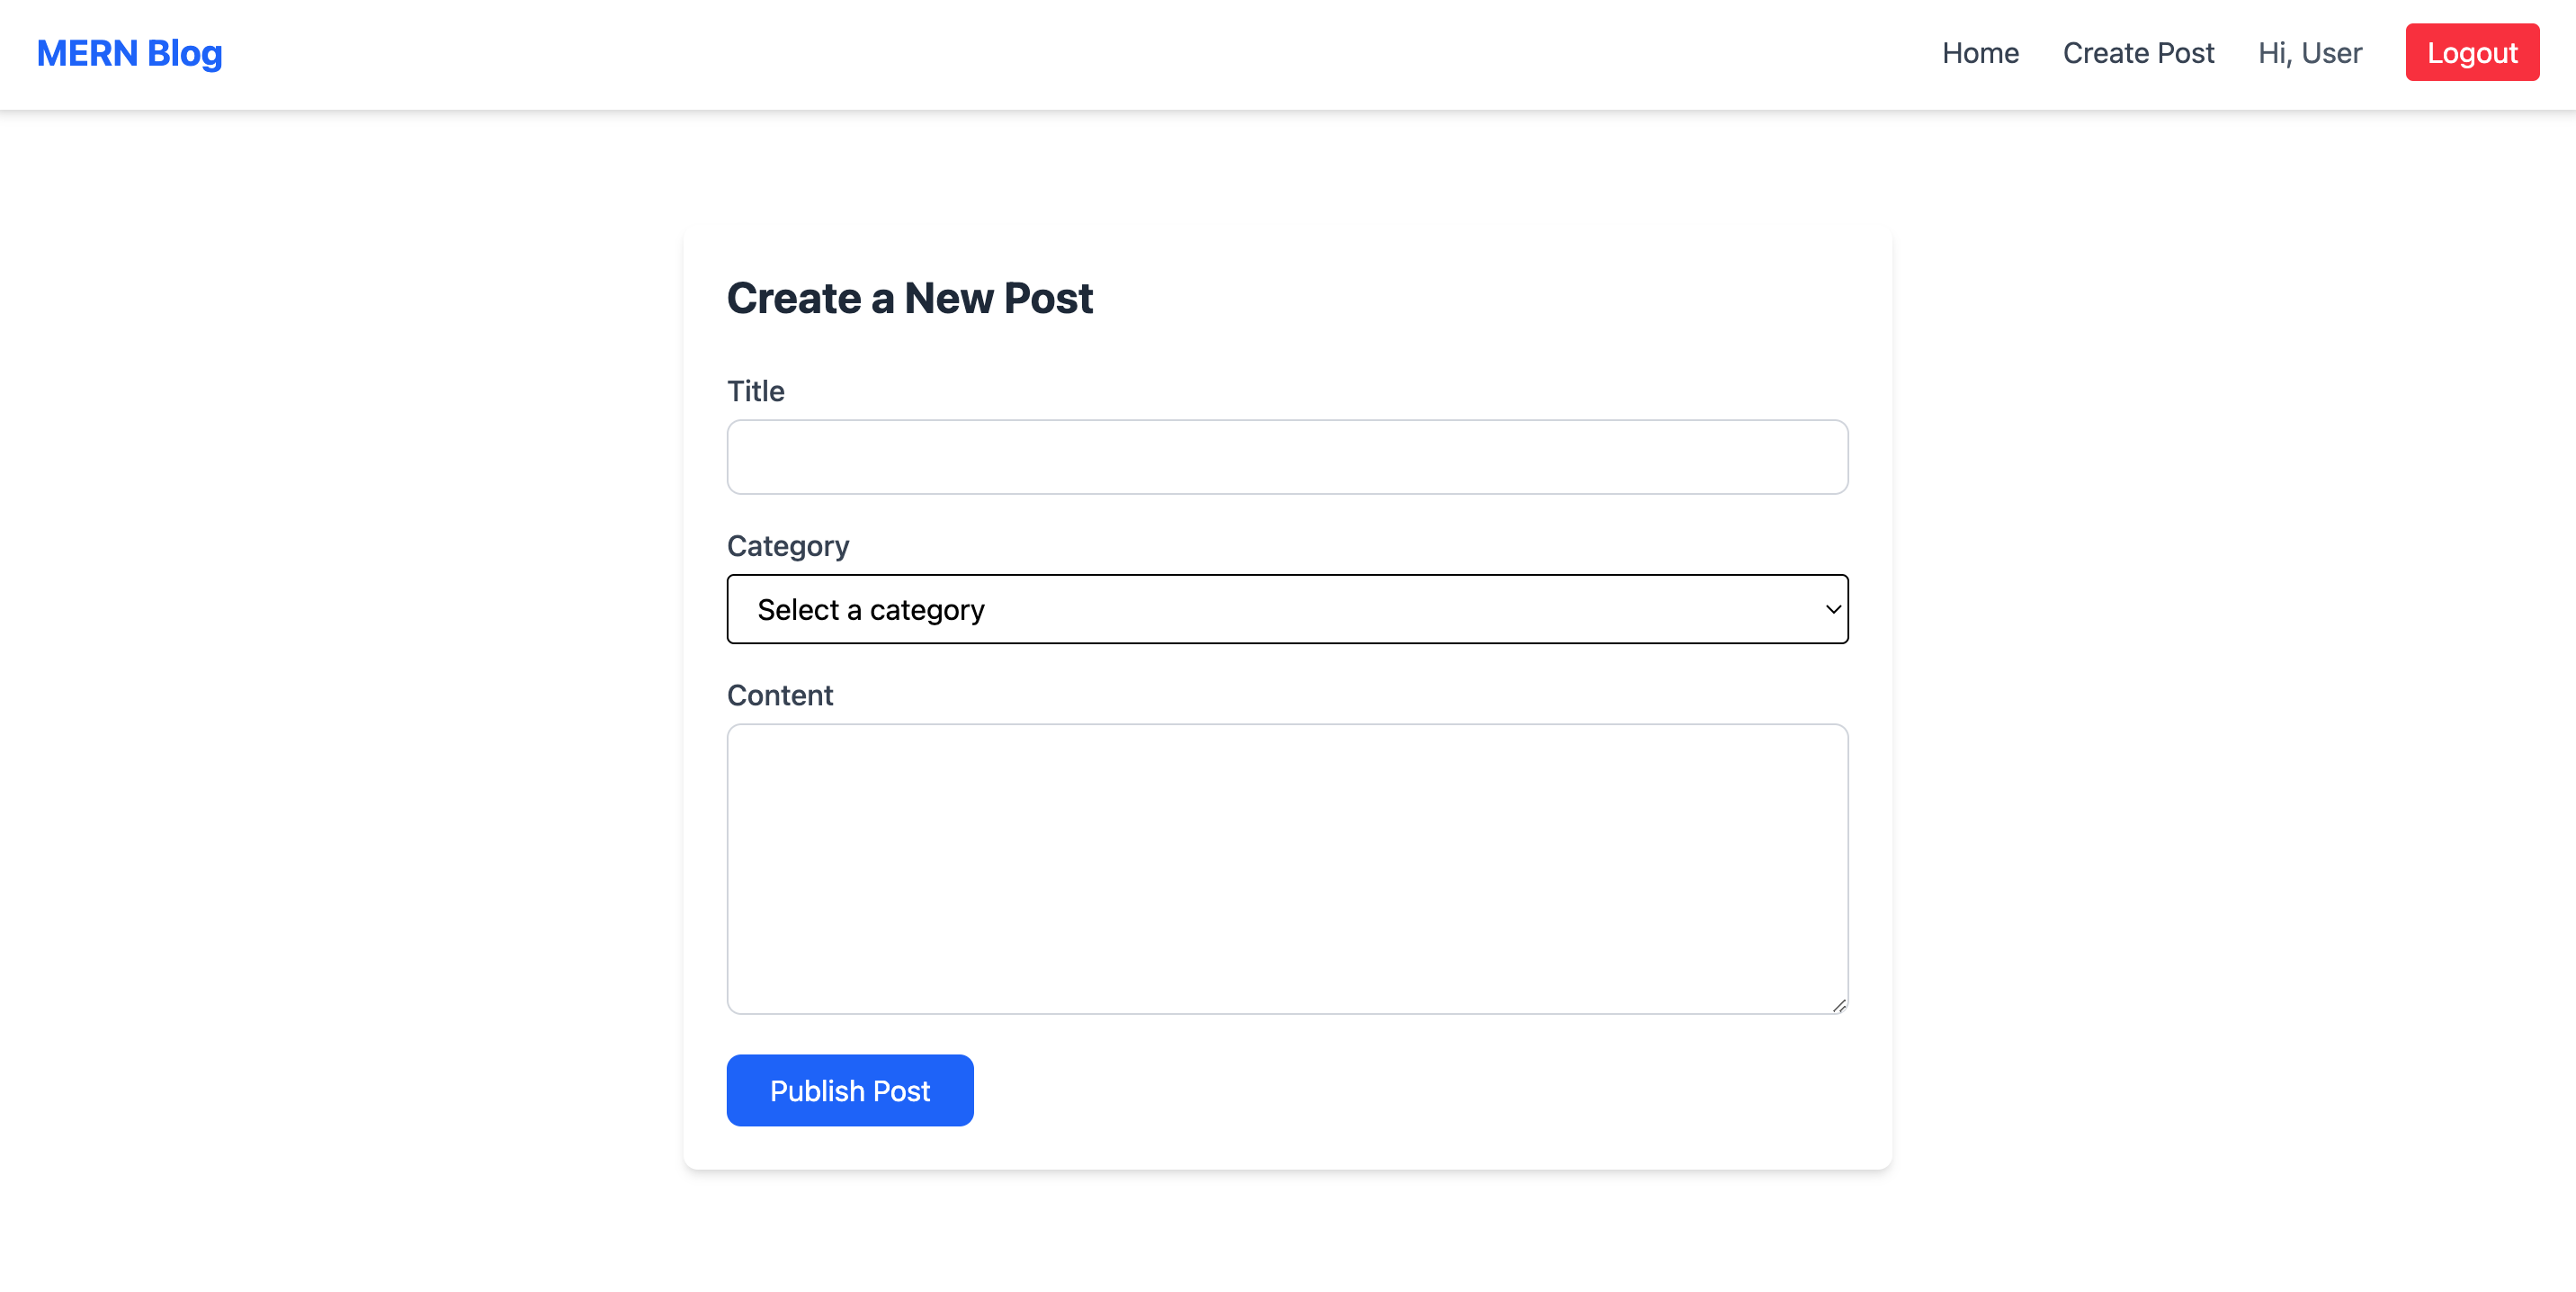 MERN Blog
Home Create Post Hi, User Logout
Create a New Post
Title
Category
Select a category
Content
Publish Post